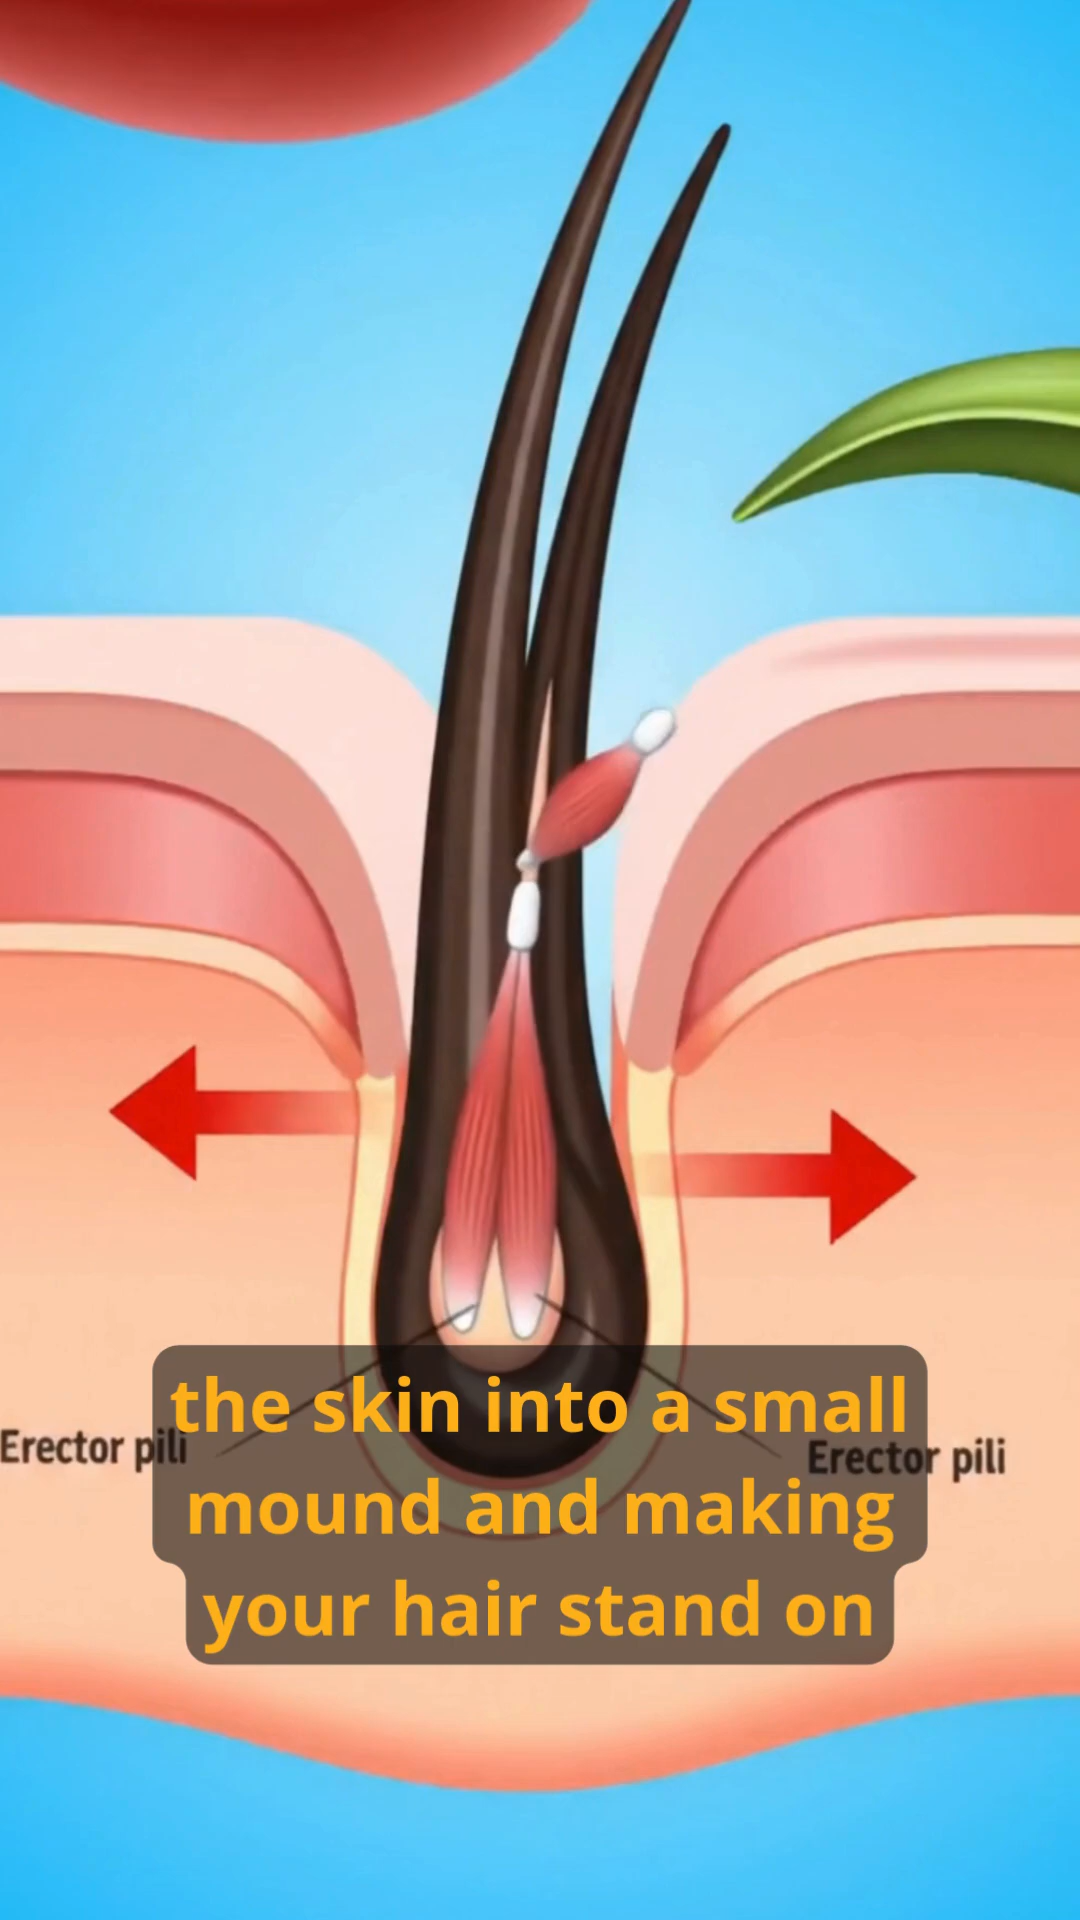 the skin into a small
Erector pili
Erector pili
mound and making
your hair stand on